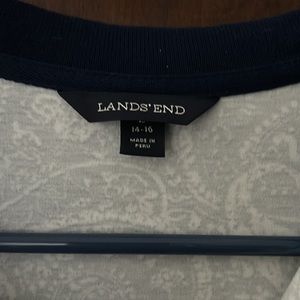 LANDS' END
14-16
MADE IN
PERU